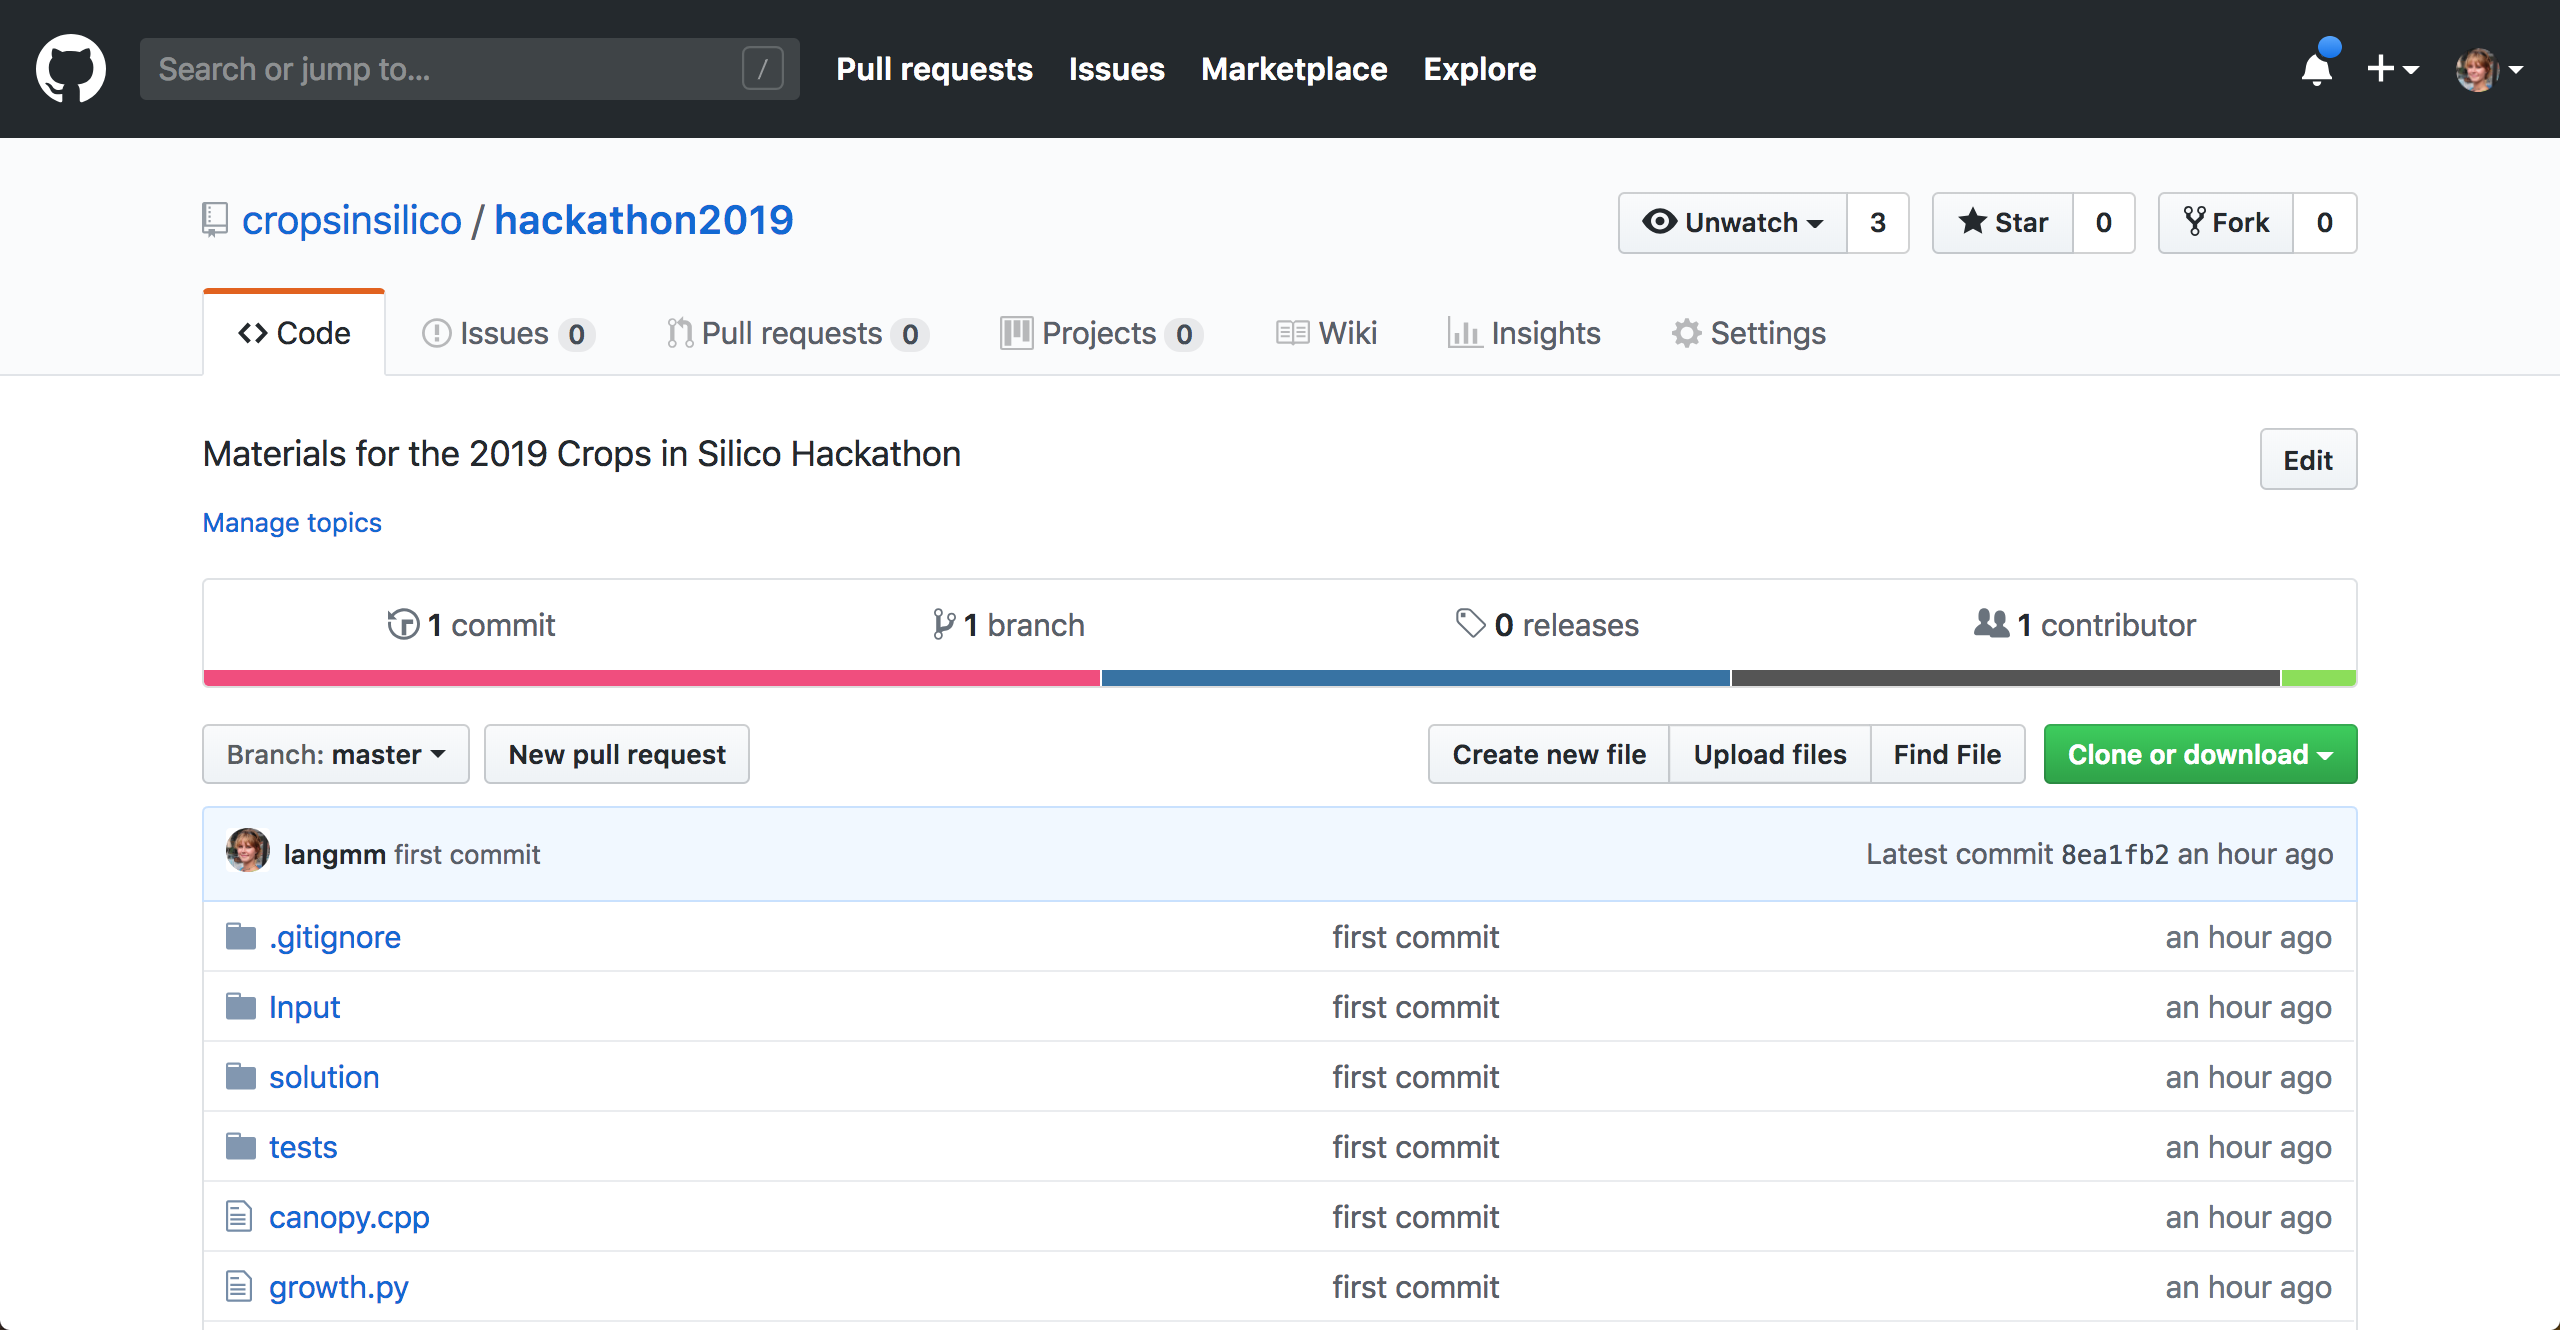 Search or jump to... /
Pull requests Issues Marketplace Explore
cropsinsilico / hackathon2019
Unwatch 3 Star 0 Fork 0
Code Issues 0 Pull requests 0 Projects 0 Wiki Insights Settings
Materials for the 2019 Crops in Silico Hackathon
Edit
Manage topics
1 commit 1 branch 0 releases 1 contributor
Branch: master New pull request Create new file Upload files Find File Clone or download
langmm first commit Latest commit 8ea1fb2 an hour ago
.gitignore first commit an hour ago
Input first commit an hour ago
solution first commit an hour ago
tests first commit an hour ago
canopy.cpp first commit an hour ago
growth.py first commit an hour ago